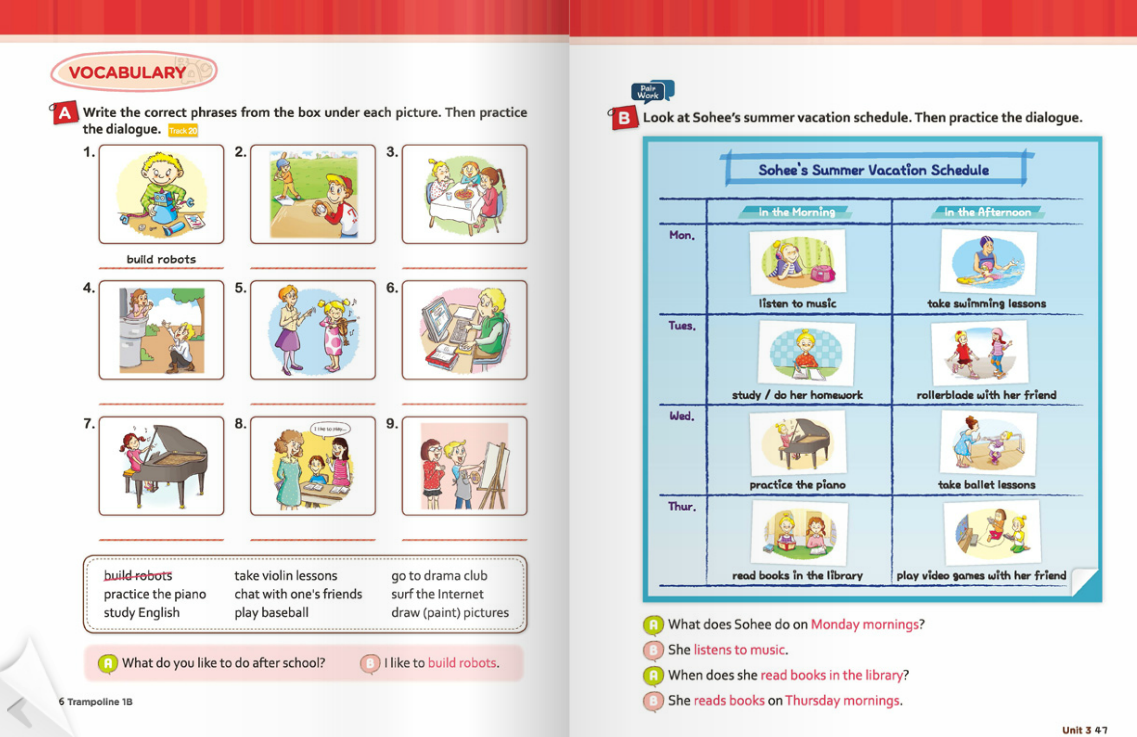 VOCABULARY
A Write the correct phrases from the box under each picture. Then practice
the dialogue. Track 20
1.
2.
3.
build robots
4.
5.
6.
7.
8.
I like to play...
9.
build robots take violin lessons go to drama club
practice the piano chat with one's friends surf the Internet
study English play baseball draw (paint) pictures
A What do you like to do after school? B I like to build robots.
6 Trampoline 1B
Pair
Work
B Look at Sohee's summer vacation schedule. Then practice the dialogue.
Sohee's Summer Vacation Schedule
In the Morning In the Afternoon
Mon.
listen to music take swimming lessons
Tues.
study / do her homework rollerblade with her friend
Wed.
practice the piano take ballet lessons
Thur.
read books in the library play video games with her friend
A What does Sohee do on Monday mornings?
B She listens to music.
A When does she read books in the library?
B She reads books on Thursday mornings.
Unit 3 47